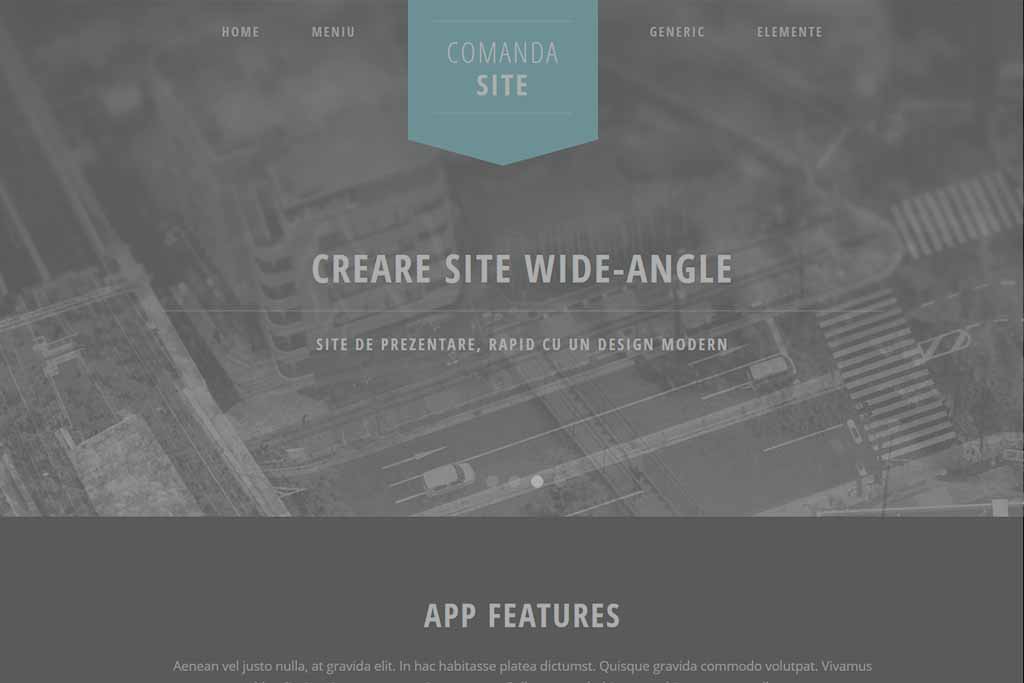 HOME MENIU GENERIC ELEMENTE
COMANDA
SITE
CREARE SITE WIDE-ANGLE
SITE DE PREZENTARE, RAPID CU UN DESIGN MODERN
APP FEATURES
Aenean vel justo nulla, at gravida elit. In hac habitasse platea dictumst. Quisque gravida commodo volutpat. Vivamus